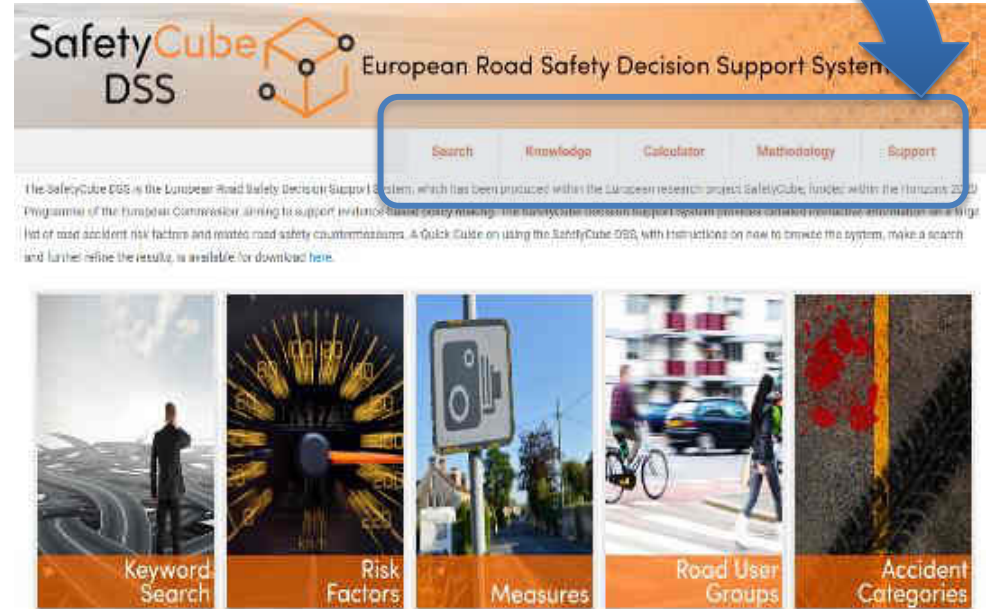 SafetyCube
DSS
European Road Safety Decision Support System
Search Knowledge Calculator Methodology Support
The SafetyCube DSS is the European Road Safety Decision Support System, which has been produced within the European research project SafetyCube, funded within the Horizons 2020
Programme of the European Commission, aiming to support evidence-based policy making. The SafetyCube Decision Support System provides detailed interactive information on a large
list of road accident risk factors and related road safety countermeasures. A Quick Guide on using the SafetyCube DSS, with instructions on how to browse the system, make a search
and further refine the results, is available for download here.
Keyword
Search
Risk
Factors
Measures
Road User
Groups
Accident
Categories